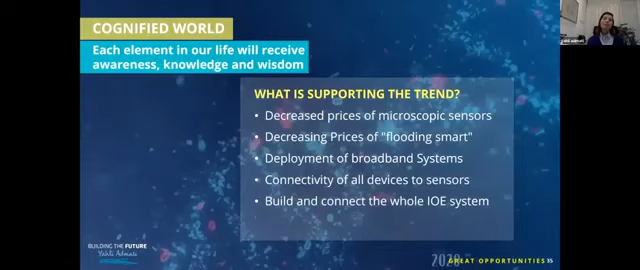 COGNIFIED WORLD
Each element in our life will receive
awareness, knowledge and wisdom
WHAT IS SUPPORTING THE TREND?
• Decreased prices of microscopic sensors
• Decreasing Prices of "flooding smart"
• Deployment of broadband Systems
• Connectivity of all devices to sensors
• Build and connect the whole IOE system
BUILDING THE FUTURE
Yahli Admati
GREAT OPPORTUNITIES 35